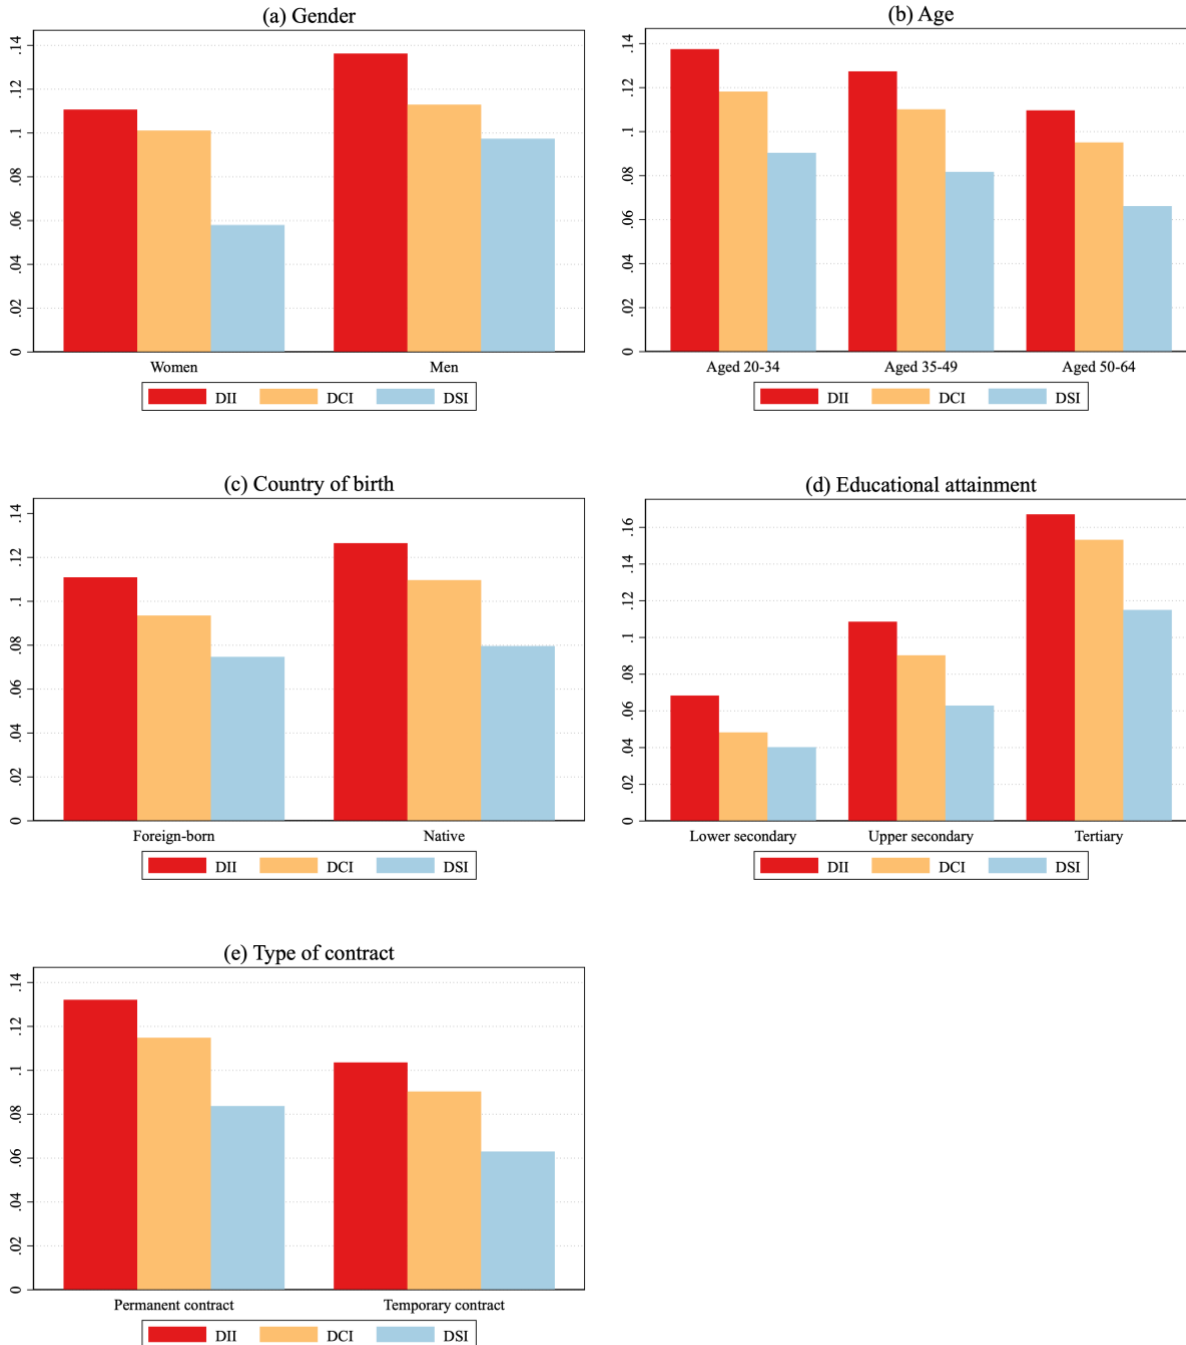 (a) Gender
.14
.12
.1
.08
.06
.04
.02
0
Women Men
DII DCI DSI
(b) Age
.14
.12
.1
.08
.06
.04
.02
0
Aged 20-34 Aged 35-49 Aged 50-64
DII DCI DSI
(c) Country of birth
.14
.12
.1
.08
.06
.04
.02
0
Foreign-born Native
DII DCI DSI
(d) Educational attainment
.16
.14
.12
.1
.08
.06
.04
.02
0
Lower secondary Upper secondary Tertiary
DII DCI DSI
(e) Type of contract
.14
.12
.1
.08
.06
.04
.02
0
Permanent contract Temporary contract
DII DCI DSI